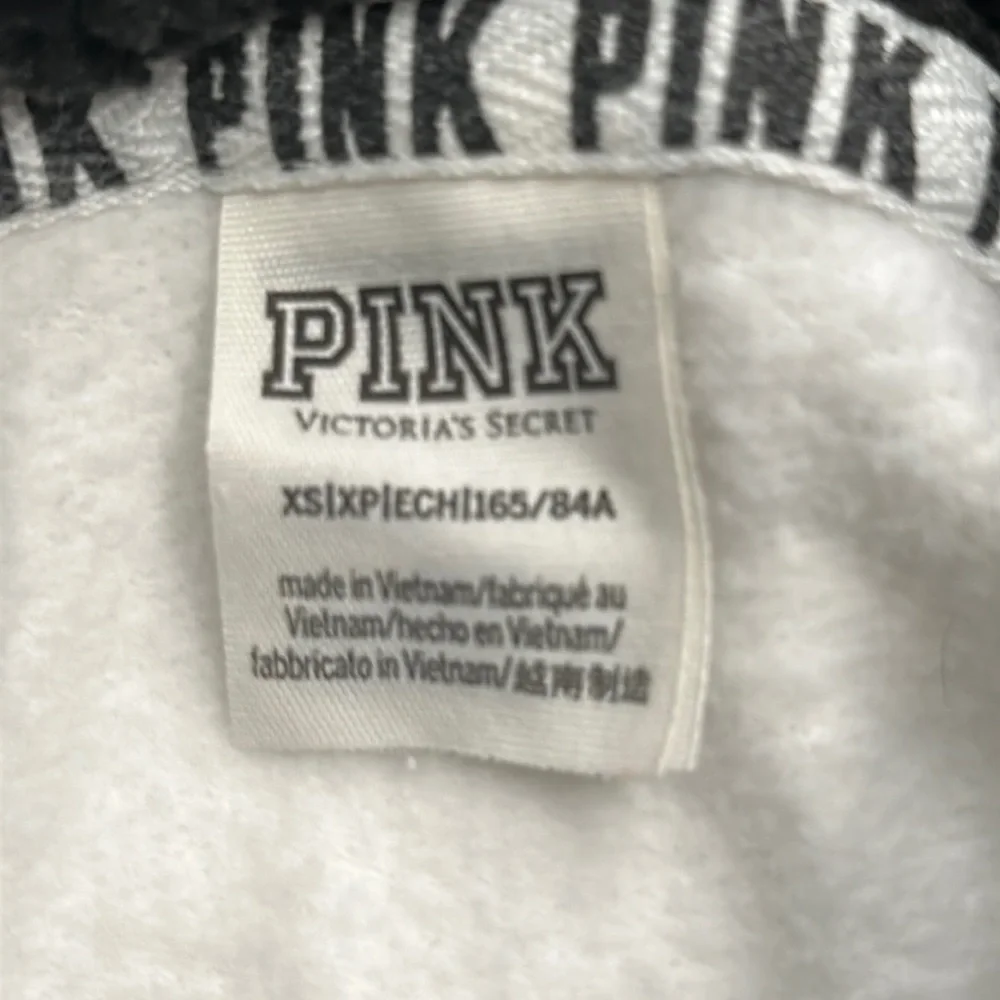 PINK PINK PINK
PINK
VICTORIA'S SECRET
XS|XP|ECH|165/84A
made in Vietnam/fabriqué au
Vietnam/hecho en Vietnam/
fabbricato in Vietnam/越南制造